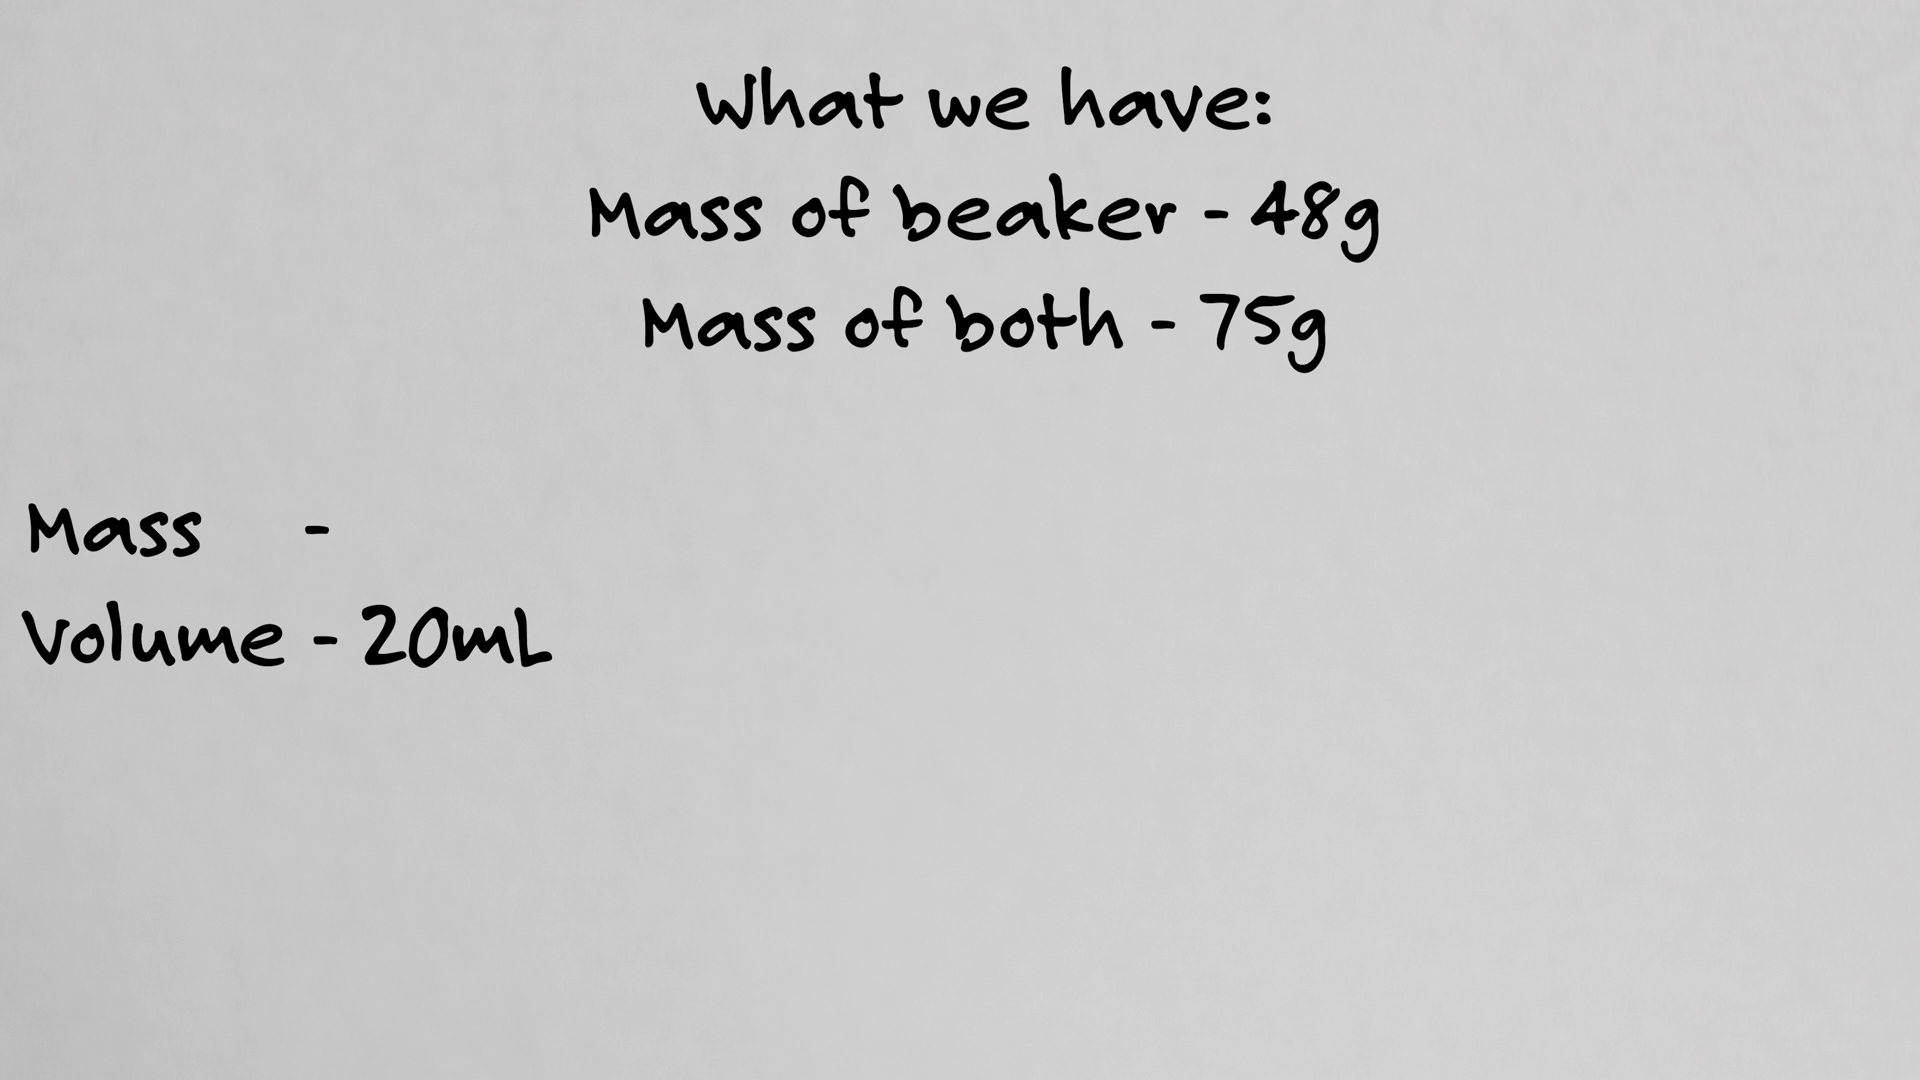 What we have:
Mass of beaker - 48g
Mass of both - 75g
Mass -
Volume - 20mL